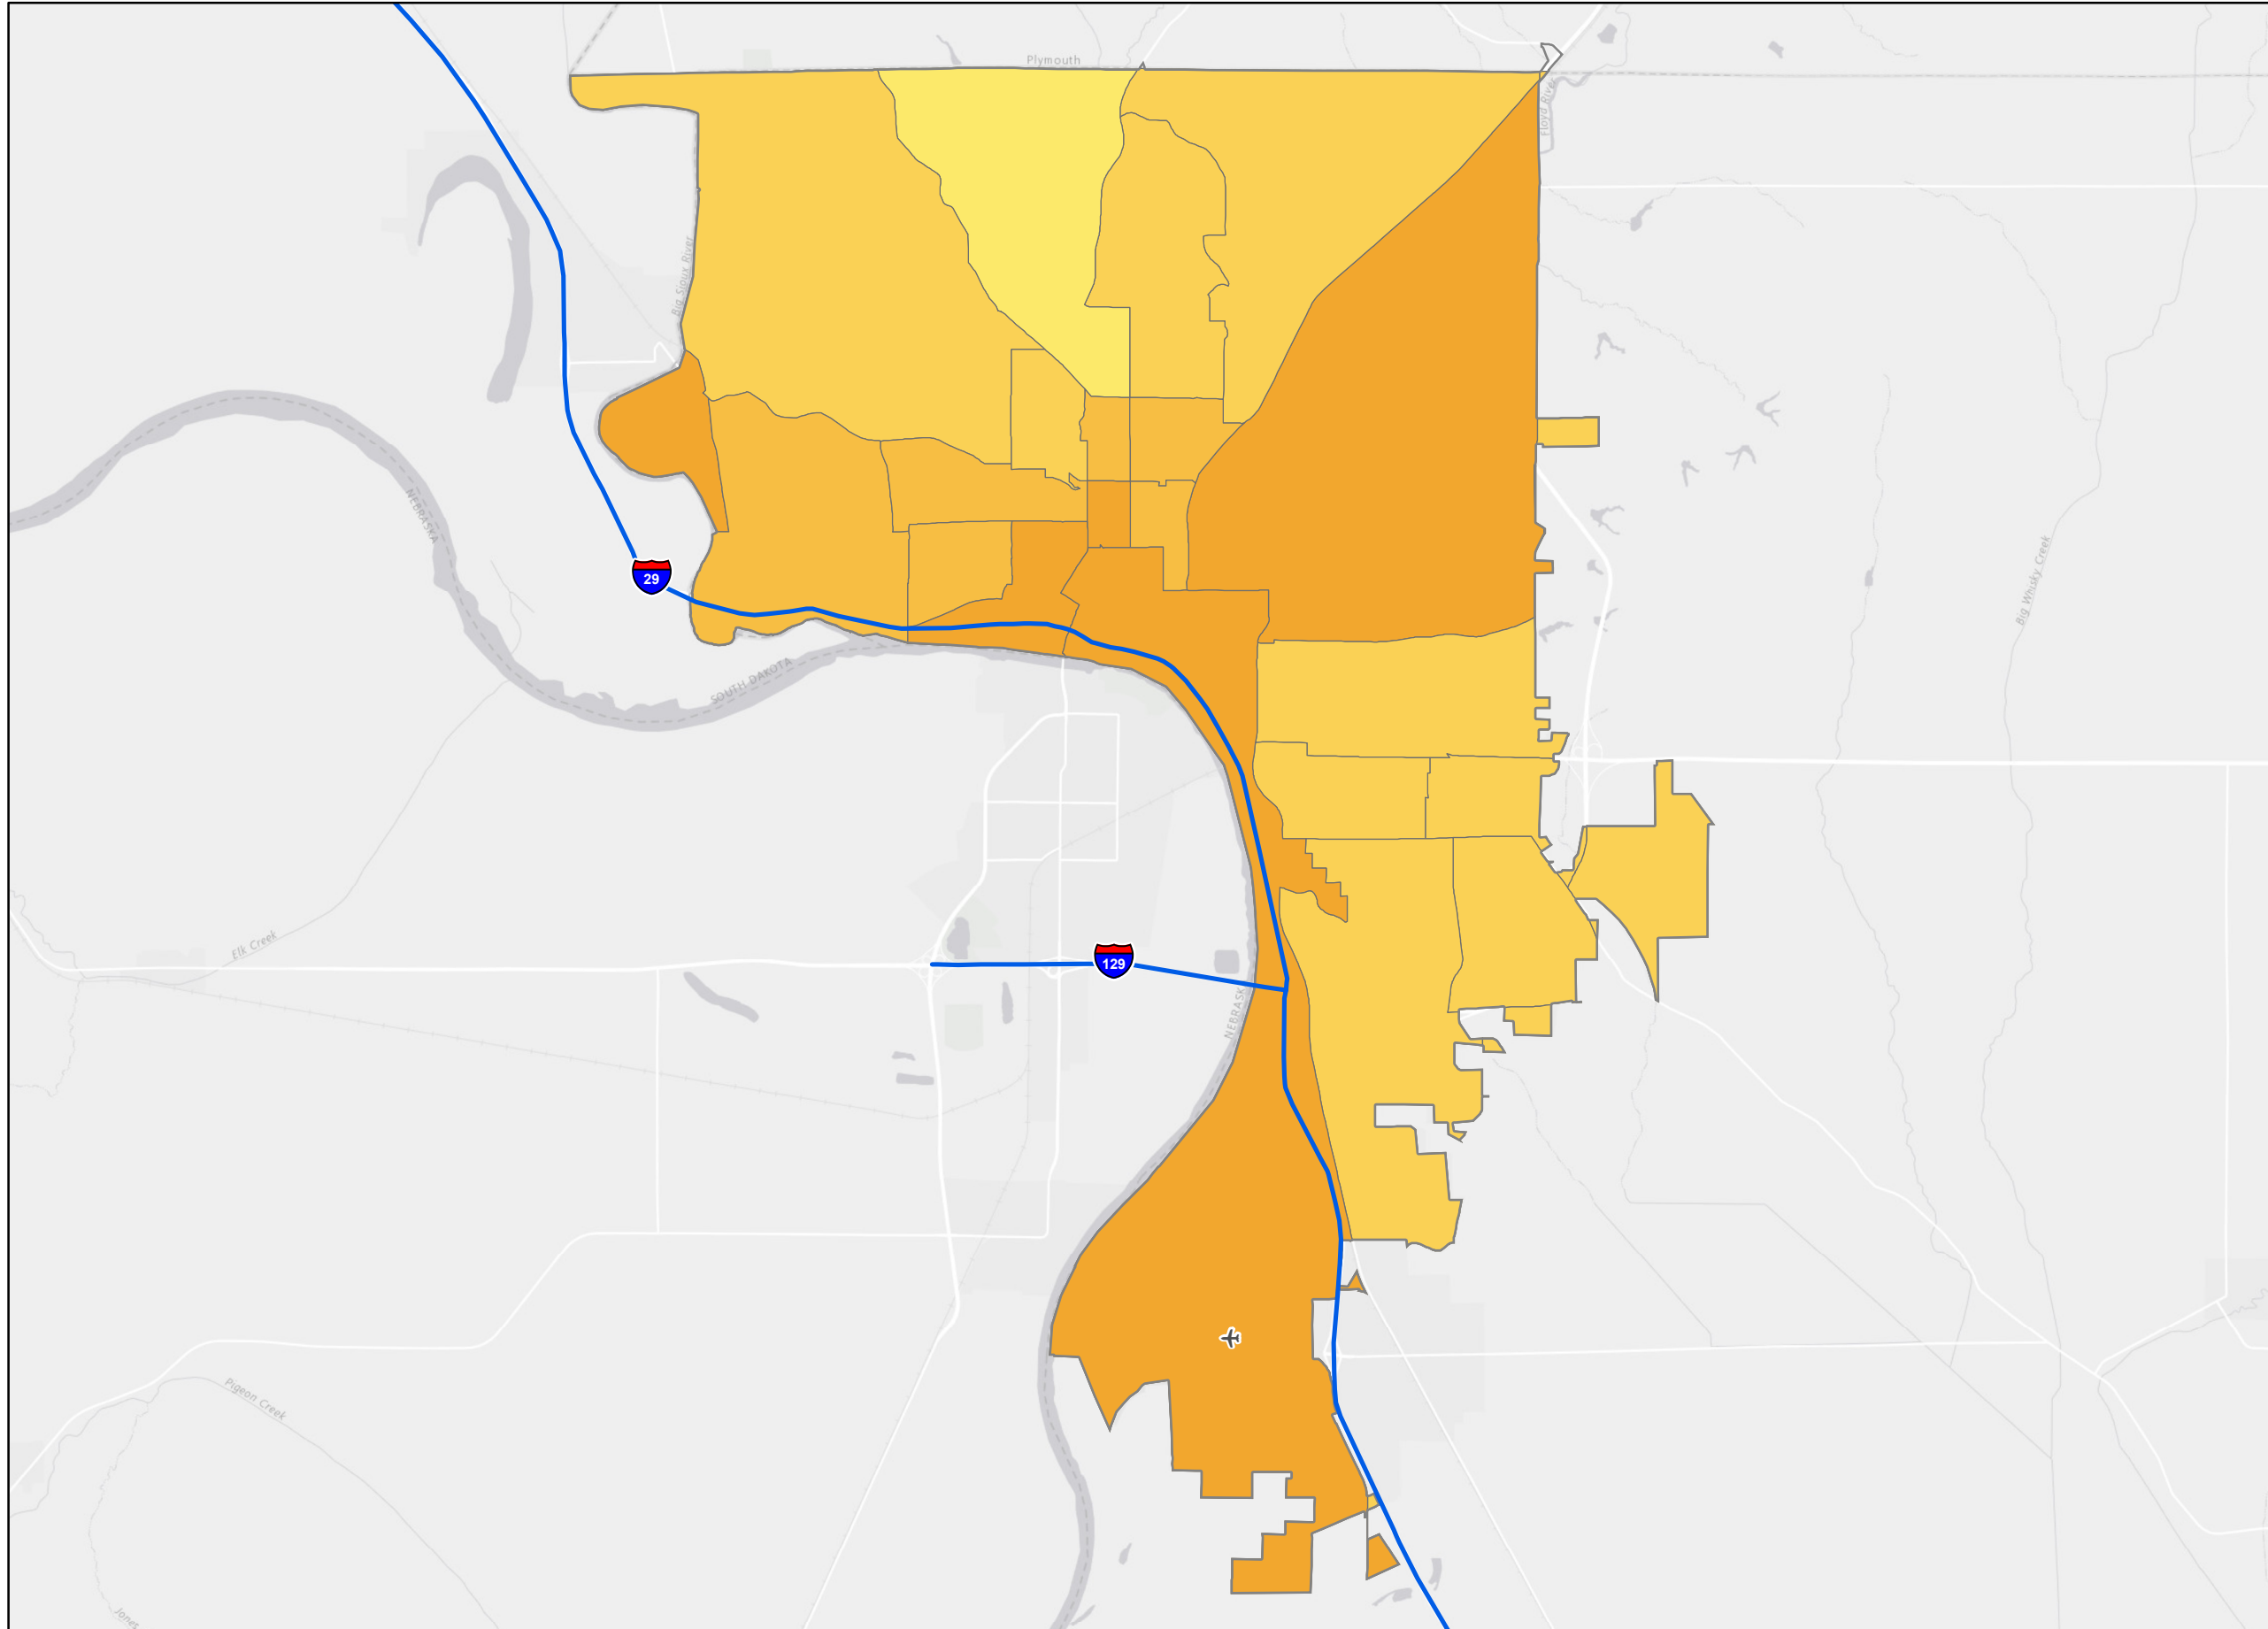 Plymouth
Floyd River
Big Sioux River
NEBRASKA
29
Big Whisky Creek
SOUTH DAKOTA
Elk Creek
129
NEBRASK
Pigeon Creek
Jones